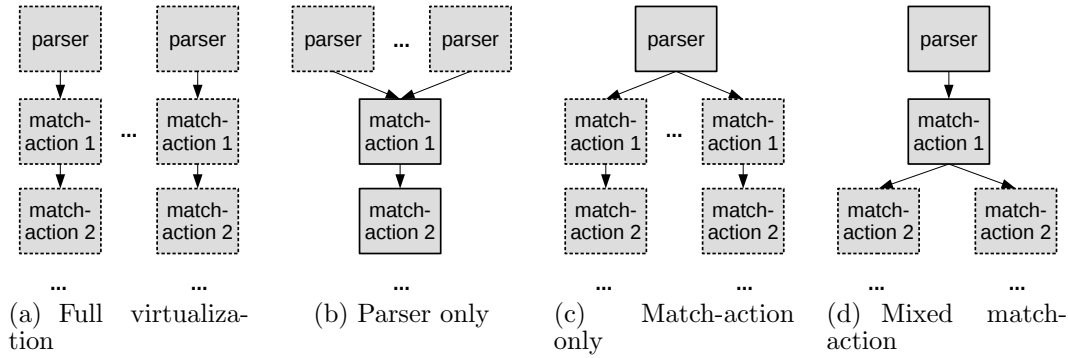 parser
parser
match-
action 1
...
match-
action 1
match-
action 2
match-
action 2
...
...
(a) Full virtualiza-
tion
parser
...
parser
match-
action 1
match-
action 2
...
(b) Parser only
parser
match-
action 1
...
match-
action 1
match-
action 2
match-
action 2
...
...
(c) Match-action
only
parser
match-
action 1
match-
action 2
match-
action 2
...
...
(d) Mixed match-
action